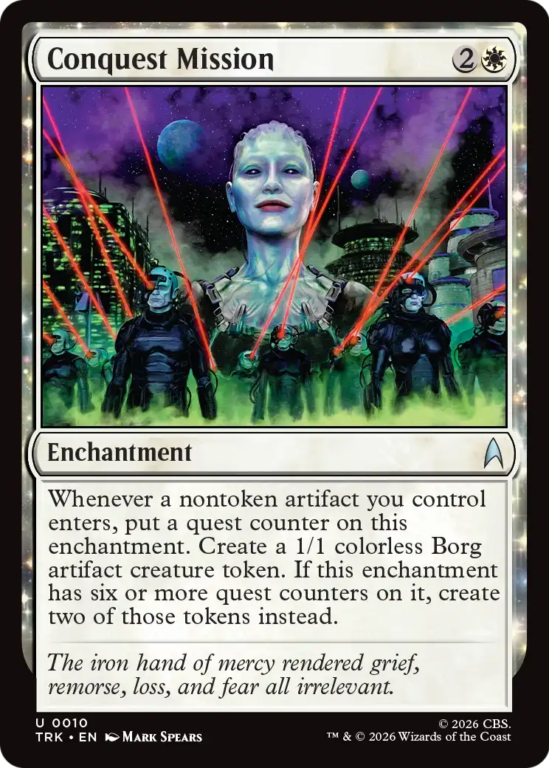 Conquest Mission
2
Enchantment
Whenever a nontoken artifact you control
enters, put a quest counter on this
enchantment. Create a 1/1 colorless Borg
artifact creature token. If this enchantment
has six or more quest counters on it, create
two of those tokens instead.
The iron hand of mercy rendered grief,
remorse, loss, and fear all irrelevant.
U 0010
© 2026 CBS.
TRK • EN MARK SPEARS
™ & © 2026 Wizards of the Coast